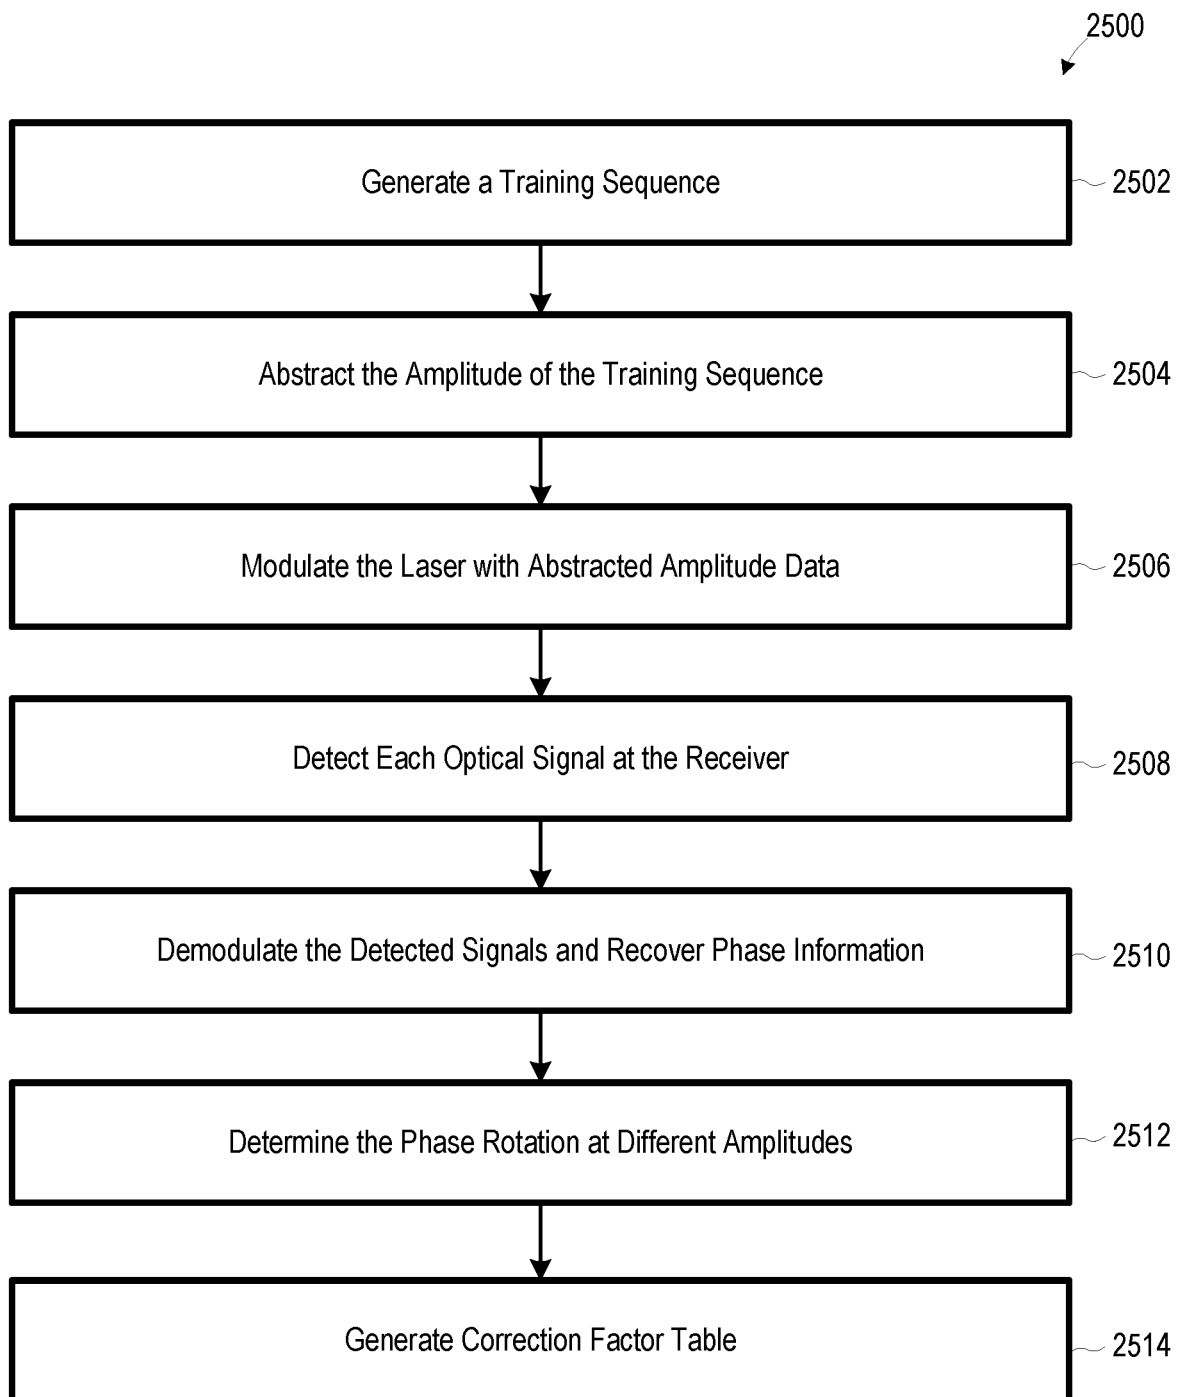 2500
Generate a Training Sequence
2502
Abstract the Amplitude of the Training Sequence
2504
Modulate the Laser with Abstracted Amplitude Data
2506
Detect Each Optical Signal at the Receiver
2508
Demodulate the Detected Signals and Recover Phase Information
2510
Determine the Phase Rotation at Different Amplitudes
2512
Generate Correction Factor Table
2514